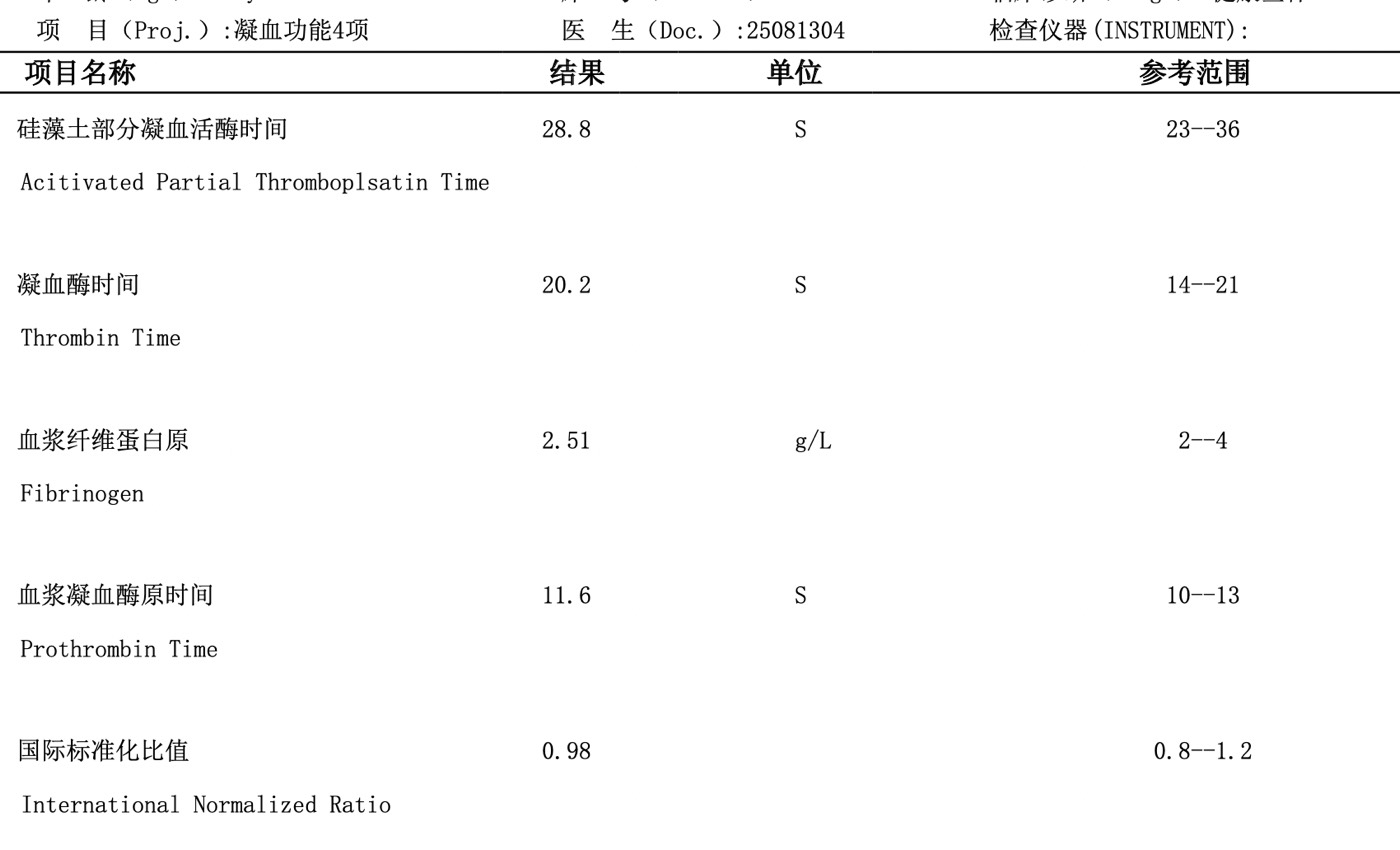 项 目（Proj.）:凝血功能4项 医 生（Doc.）:25081304 检查仪器(INSTRUMENT):
项目名称 结果 单位 参考范围
硅藻土部分凝血活酶时间 28.8 S 23--36
Acitivated Partial Thromboplsatin Time
凝血酶时间 20.2 S 14--21
Thrombin Time
血浆纤维蛋白原 2.51 g/L 2--4
Fibrinogen
血浆凝血酶原时间 11.6 S 10--13
Prothrombin Time
国际标准化比值 0.98 0.8--1.2
International Normalized Ratio